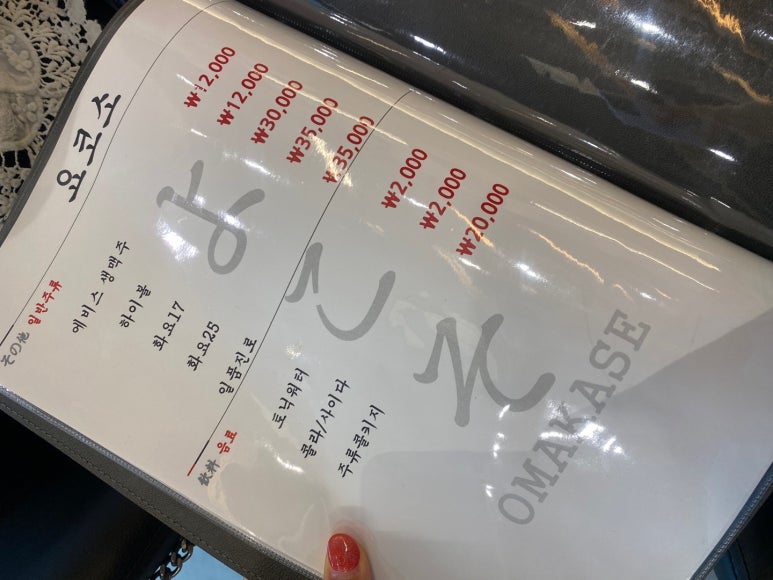 요코소
その他 일반주류
에비스 생맥주 ₩12,000
하이볼 ₩12,000
화요17 ₩30,000
화요25 ₩35,000
일품진로 ₩35,000
飲料 음료
토닉워터 ₩2,000
콜라/사이다 ₩2,000
주류콜키지 ₩20,000
よこそ
OMAKASE